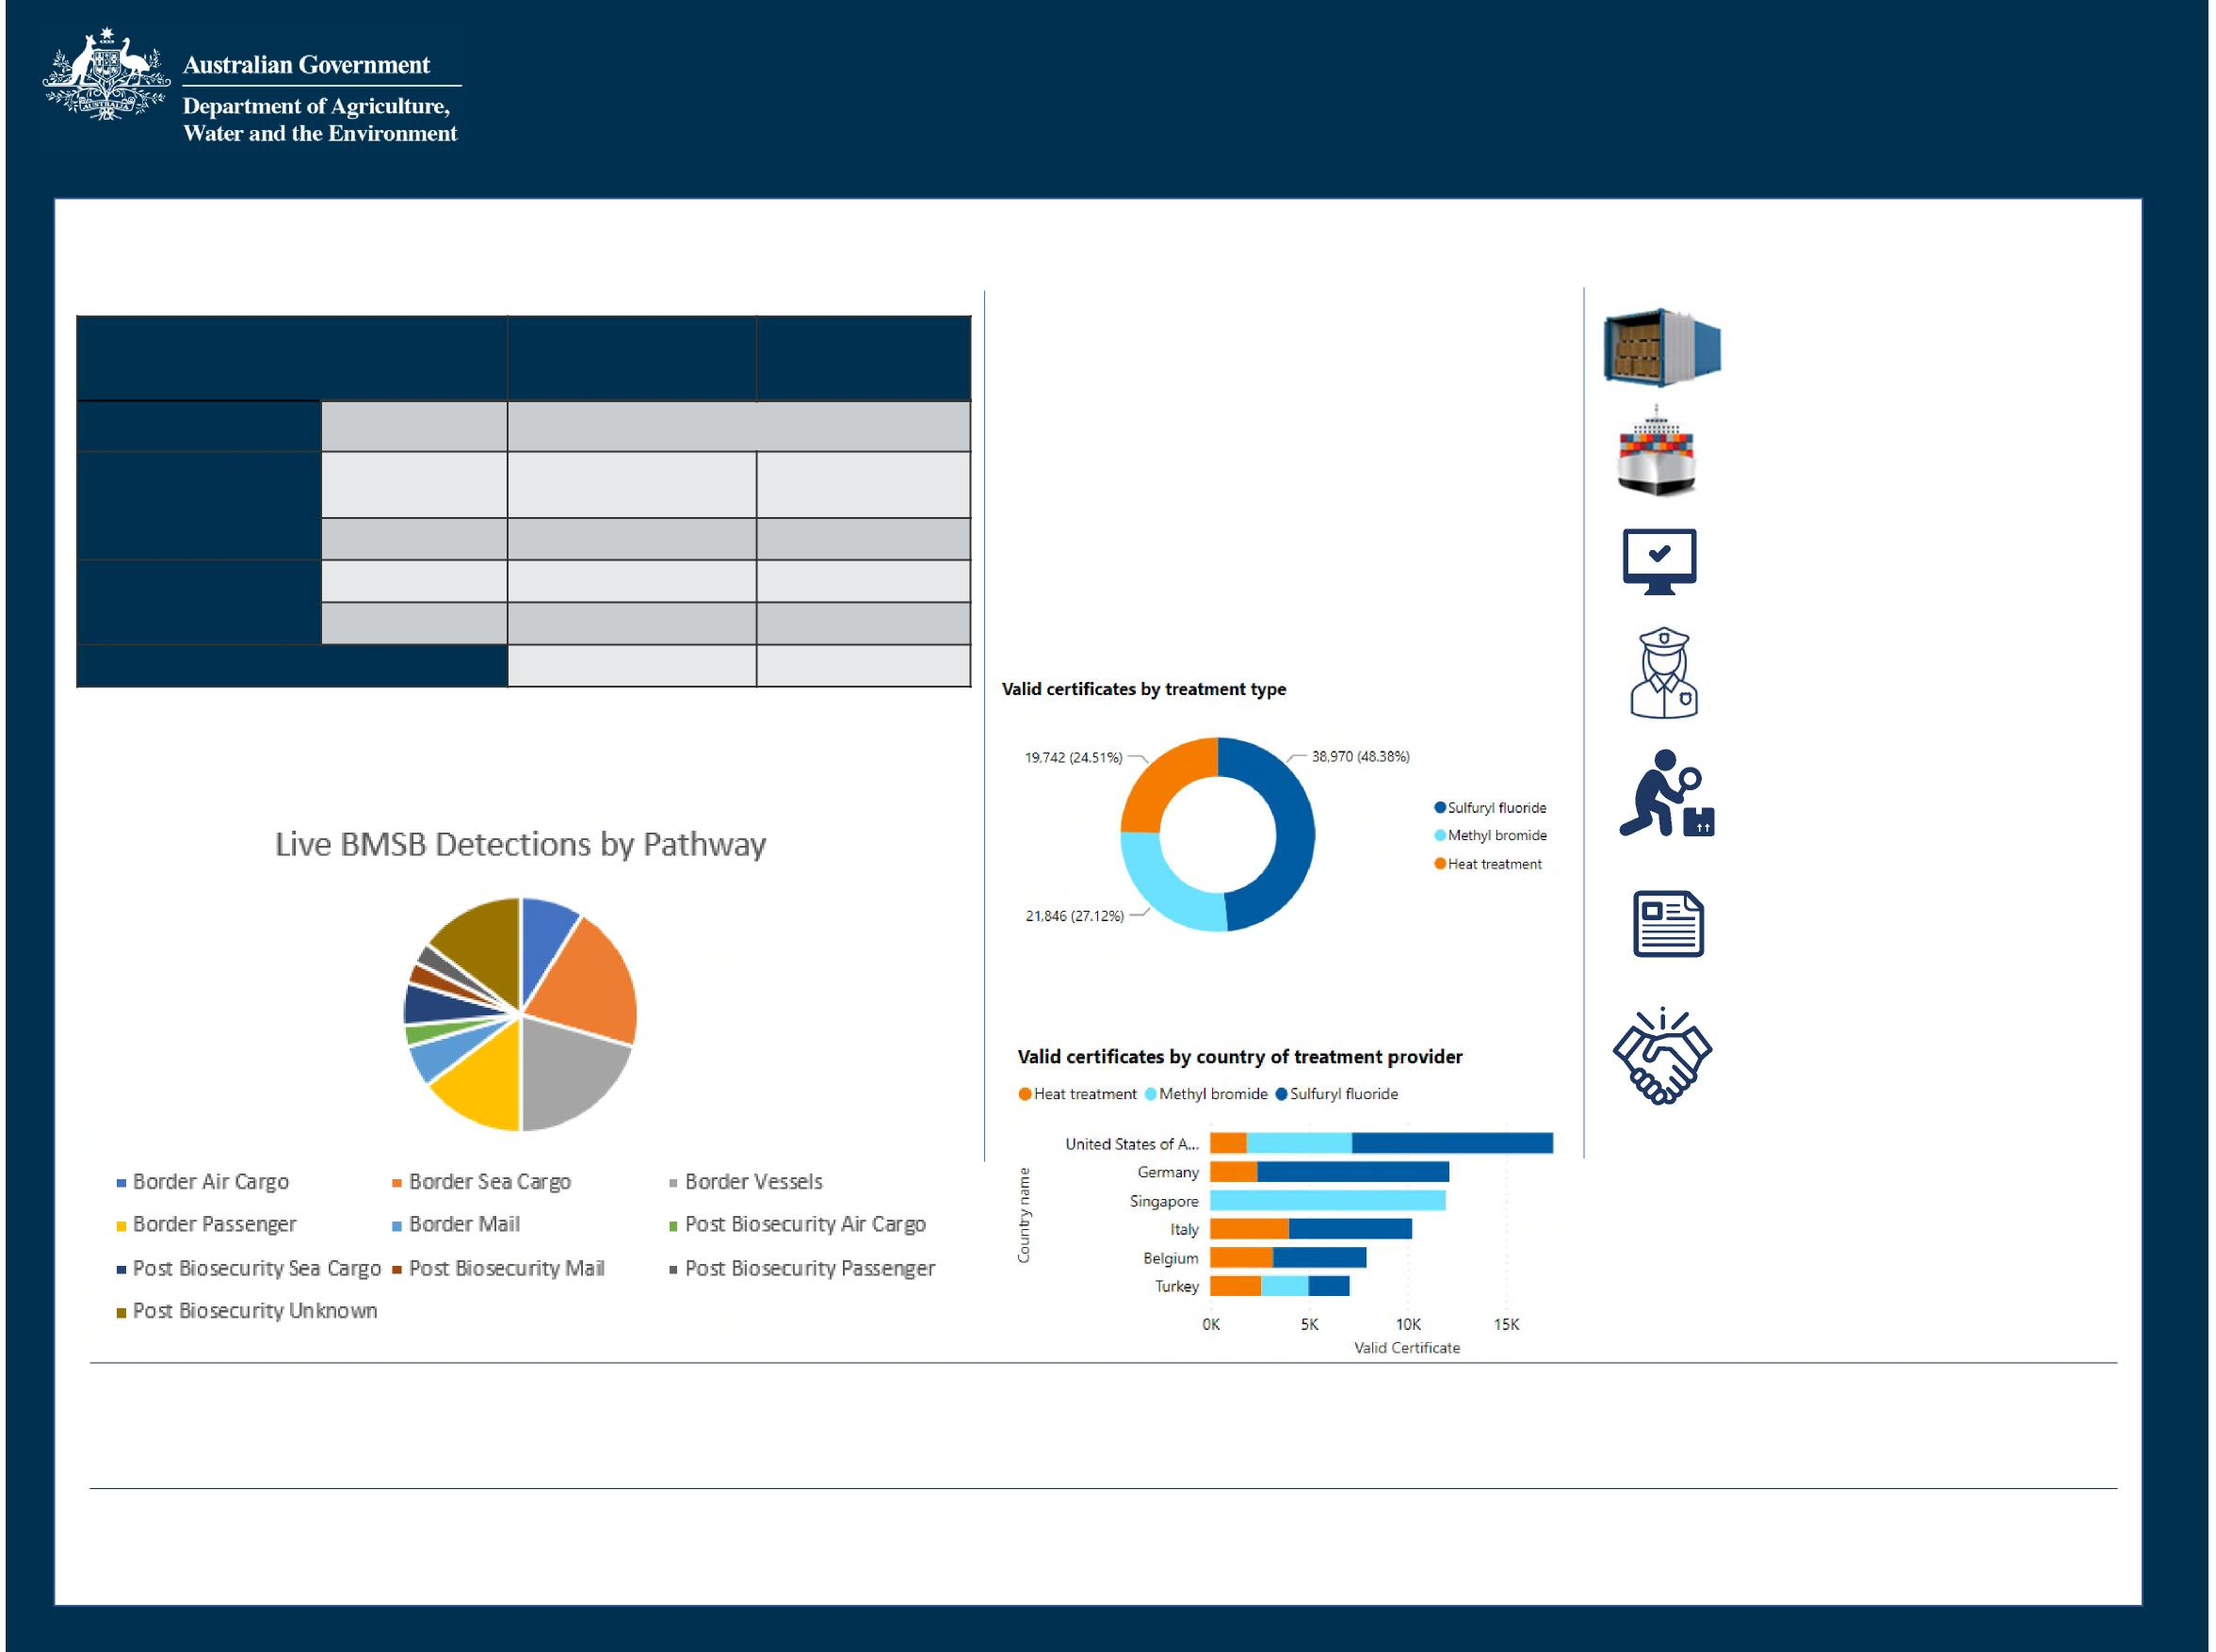 Australian Government
Department of Agriculture,
Water and the Environment
Live BMSB Detections by Pathway
Border Air Cargo
Border Sea Cargo
Border Vessels
Border Passenger
Border Mail
Post Biosecurity Air Cargo
Post Biosecurity Sea Cargo
Post Biosecurity Mail
Post Biosecurity Passenger
Post Biosecurity Unknown
Valid certificates by treatment type
19,742 (24.51%)
38,970 (48.38%)
21,846 (27.12%)
Sulfuryl fluoride
Methyl bromide
Heat treatment
Valid certificates by country of treatment provider
Heat treatment Methyl bromide Sulfuryl fluoride
Country name
United States of A...
Germany
Singapore
Italy
Belgium
Turkey
0K 5K 10K 15K
Valid Certificate